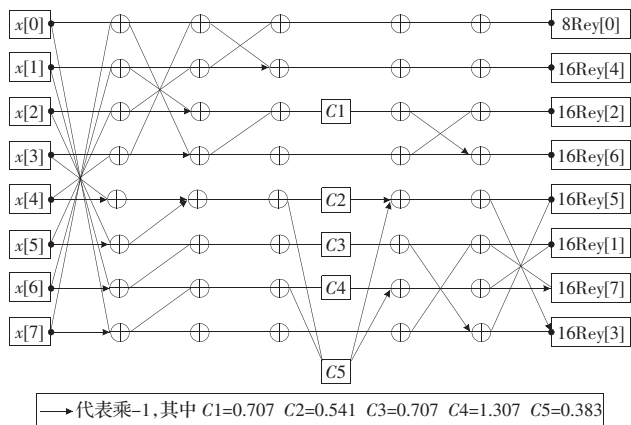 x[0] 8Rey[0]
x[1] 16Rey[4]
x[2] C1 16Rey[2]
x[3] 16Rey[6]
x[4] C2 16Rey[5]
x[5] C3 16Rey[1]
x[6] C4 16Rey[7]
x[7] 16Rey[3]
C5
代表乘-1,其中 C1=0.707 C2=0.541 C3=0.707 C4=1.307 C5=0.383